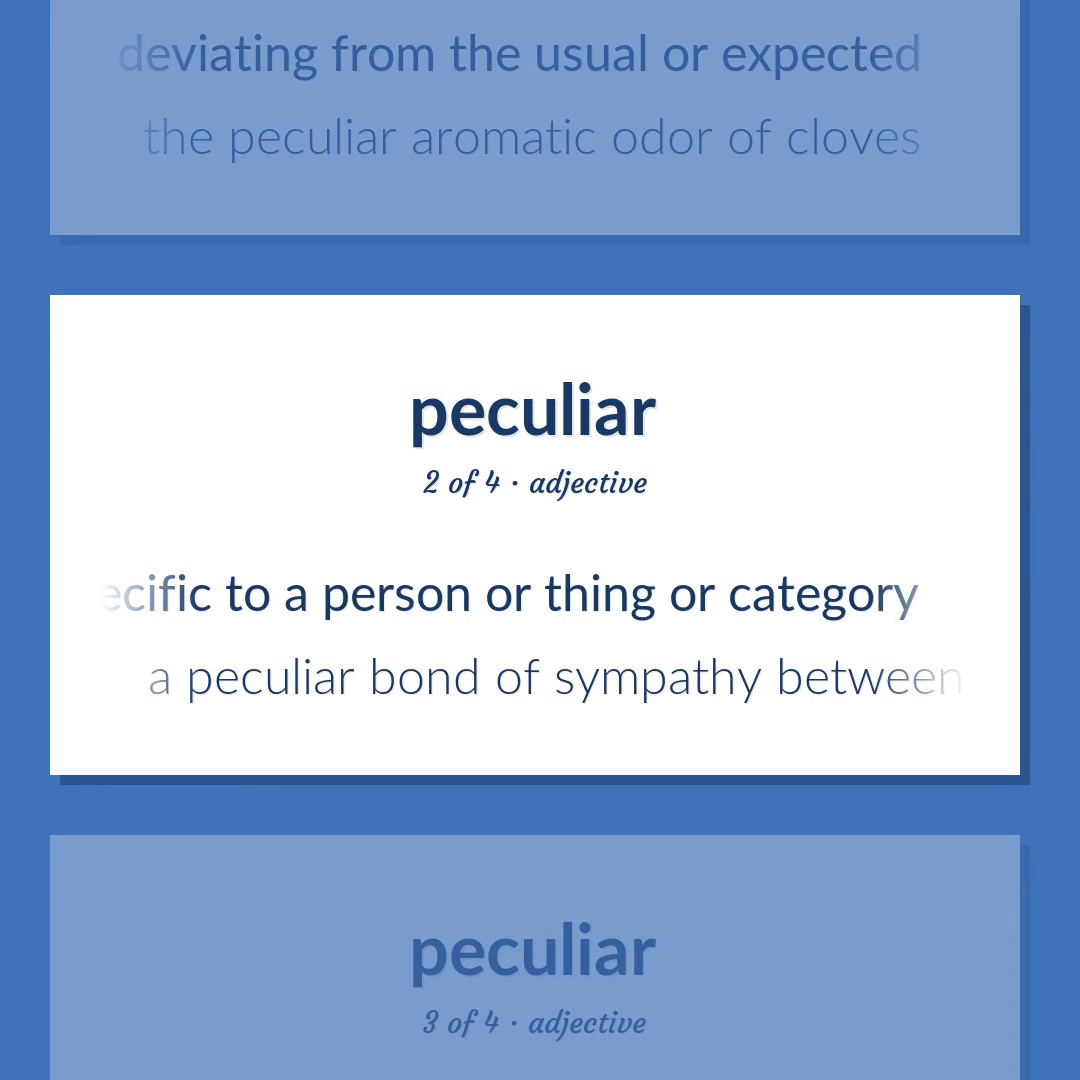 deviating from the usual or expected
the peculiar aromatic odor of cloves
peculiar
2 of 4 · adjective
ecific to a person or thing or category
a peculiar bond of sympathy between
peculiar
3 of 4 · adjective